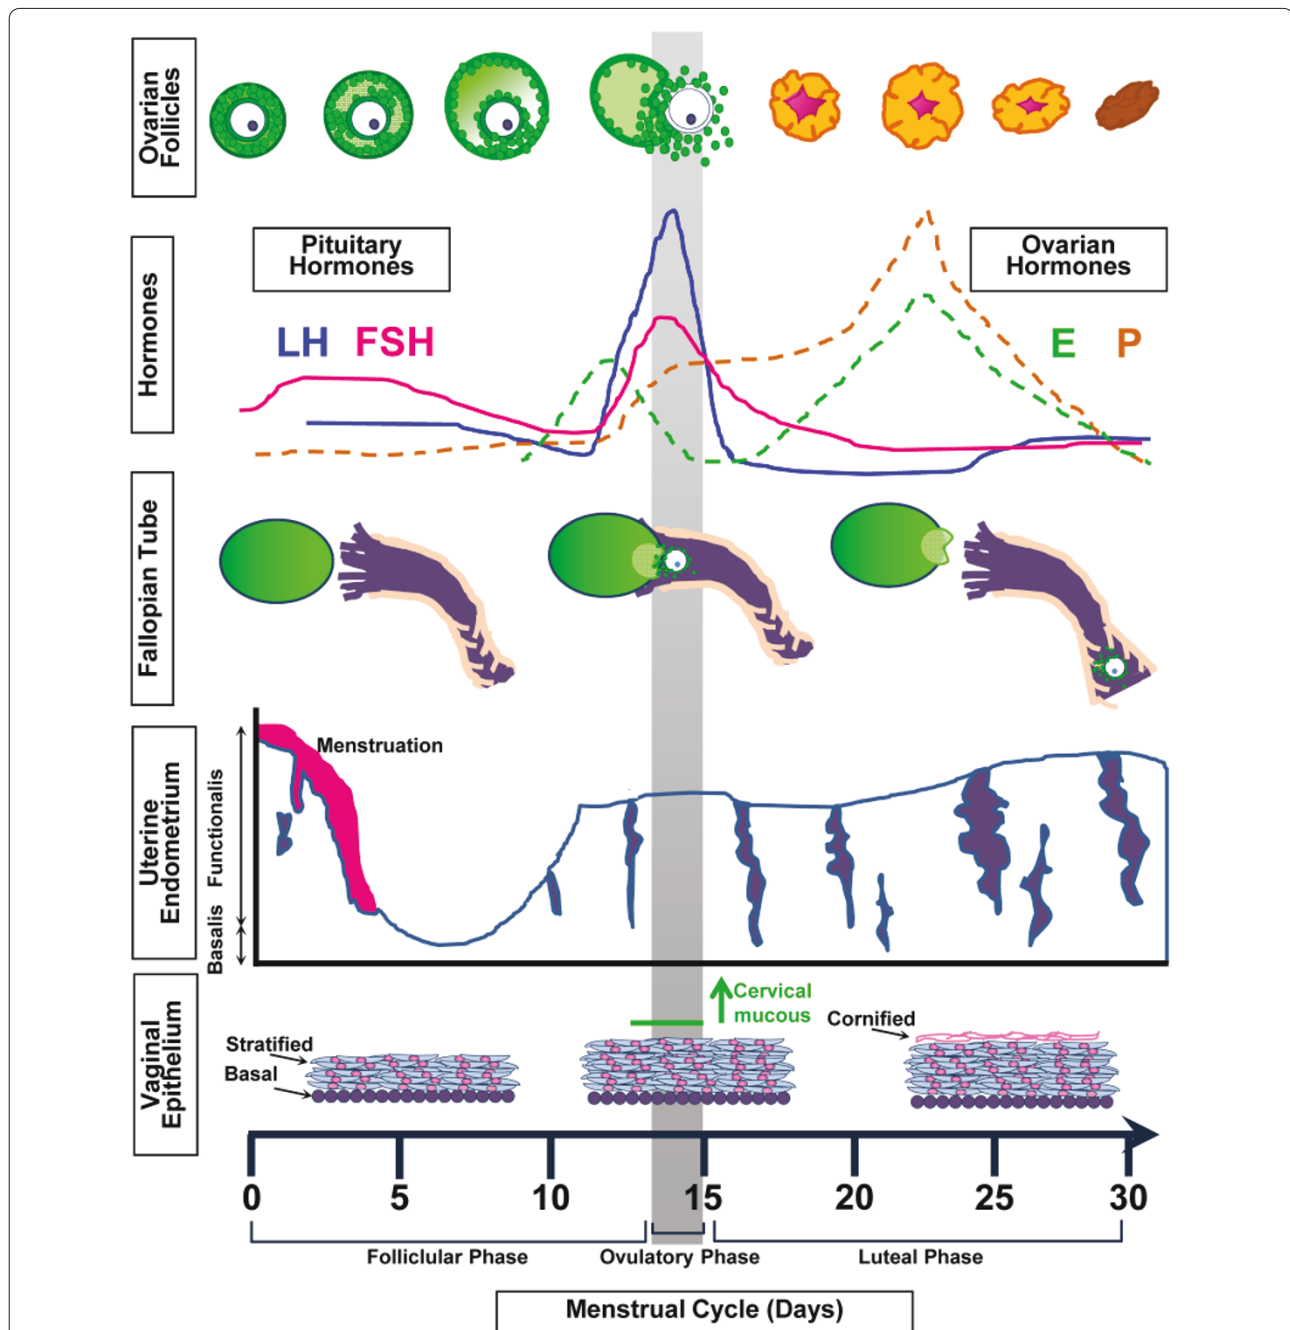 Ovarian
Follicles
Pituitary
Hormones
Ovarian
Hormones
Hormones
LH FSH
E P
Fallopian Tube
Uterine
Endometrium
Functionalis
Basalis
Menstruation
Vaginal
Epithelium
Stratified
Basal
Cervical
mucous
Cornified
0 5 10 15 20 25 30
Folliclular Phase
Ovulatory Phase
Luteal Phase
Menstrual Cycle (Days)